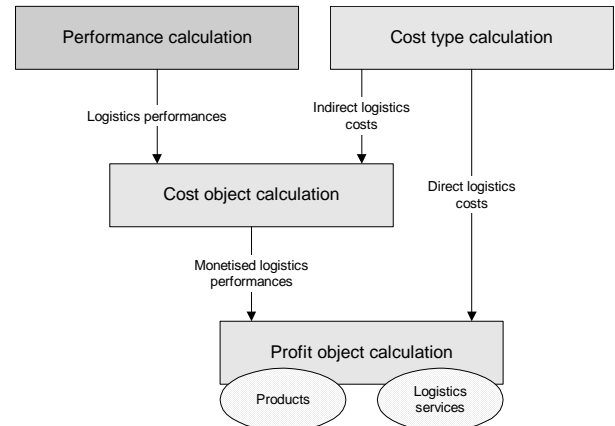 Performance calculation
Cost type calculation
Logistics performances
Indirect logistics
costs
Cost object calculation
Direct logistics
costs
Monetised logistics
performances
Profit object calculation
Products
Logistics
services